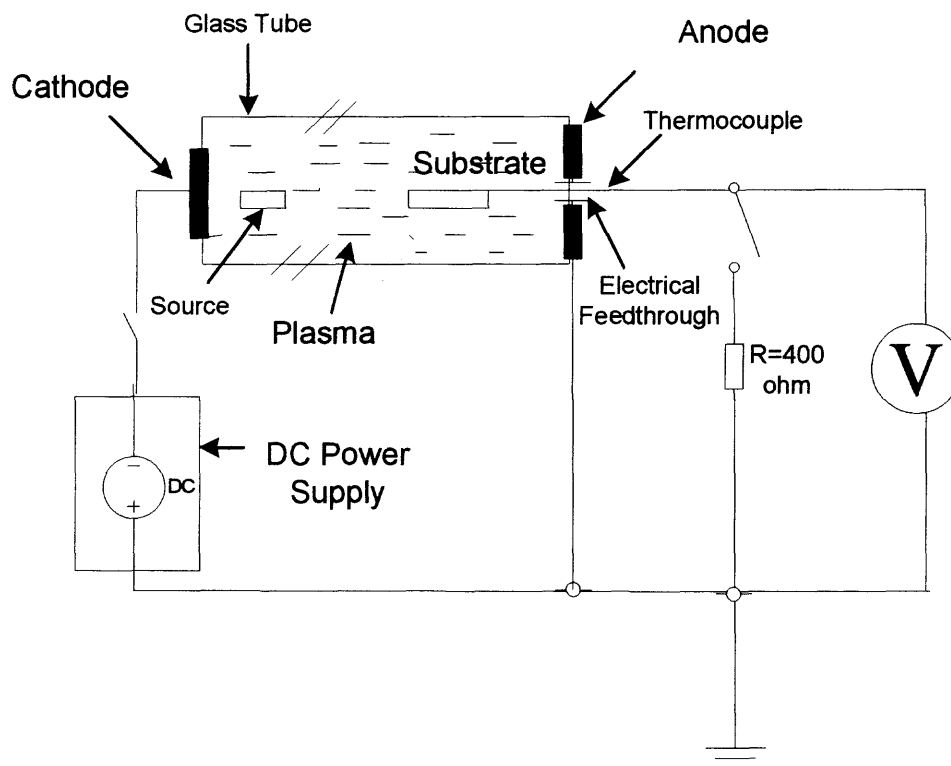 Glass Tube
Anode
Cathode
Thermocouple
Substrate
Source
Plasma
Electrical
Feedthrough
R=400
ohm
V
DC Power
Supply
−
DC
+